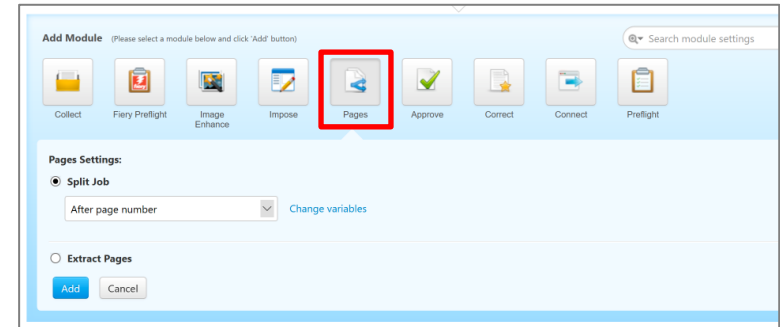 Add Module (Please select a module below and click 'Add' button)
Search module settings
Collect
Fiery Preflight
Image
Enhance
Impose
Pages
Approve
Correct
Connect
Preflight
Pages Settings:
Split Job
After page number
Change variables
Extract Pages
Add
Cancel